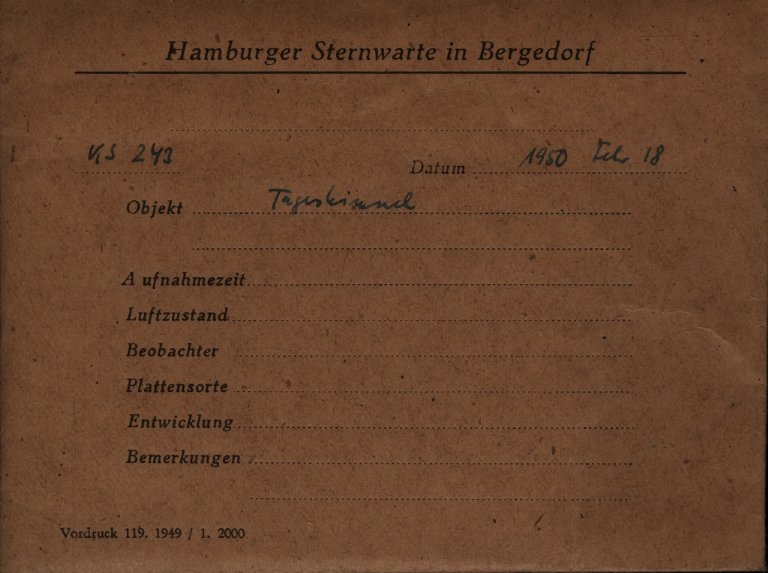 Hamburger Sternwarte in Bergedorf
KS 243
Datum 1950 Feb. 18
Objekt Tageshimmel
Aufnahmezeit
Luftzustand
Beobachter
Plattensorte
Entwicklung
Bemerkungen
Vordruck 119. 1949 / 1. 2000